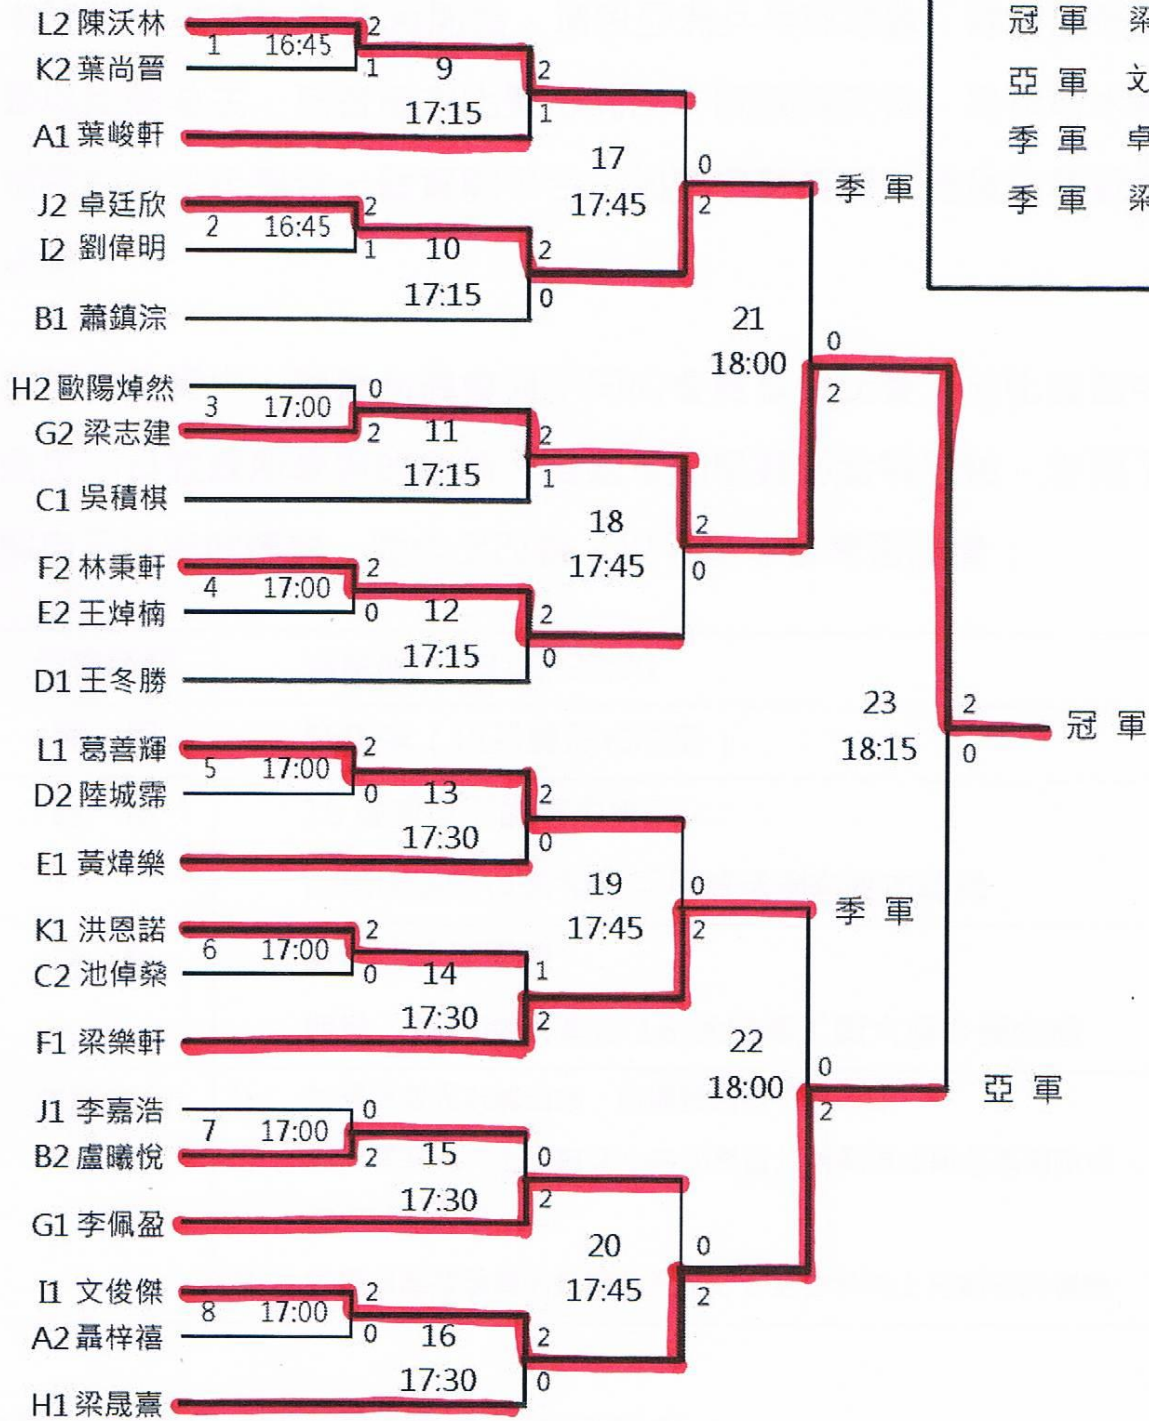 L2 陳沃林
1 16:45
2
K2 葉尚晉
1
9
17:15
2
1
A1 葉峻軒
17
17:45
0
2
季軍
J2 卓廷欣
2 16:45
2
I2 劉偉明
1
10
17:15
2
0
B1 蕭鎮淙
21
18:00
0
2
H2 歐陽焯然
3 17:00
0
G2 梁志建
2
11
17:15
2
1
C1 吳積棋
18
17:45
2
0
F2 林秉軒
4 17:00
2
E2 王焯楠
0
12
17:15
2
0
D1 王冬勝
23
18:15
2
0
冠軍
L1 葛善輝
5 17:00
2
D2 陸城霈
0
13
17:30
2
0
E1 黃煒樂
19
17:45
0
2
季軍
K1 洪恩諾
6 17:00
2
C2 池倬燊
0
14
17:30
1
2
F1 梁樂軒
22
18:00
0
2
亞軍
J1 李嘉浩
7 17:00
0
B2 盧曦悅
2
15
17:30
0
2
G1 李佩盈
20
17:45
0
2
I1 文俊傑
8 17:00
2
A2 聶梓禧
0
16
17:30
2
0
H1 梁晟熹
冠軍 梁
亞軍 文
季軍 卓
季軍 梁